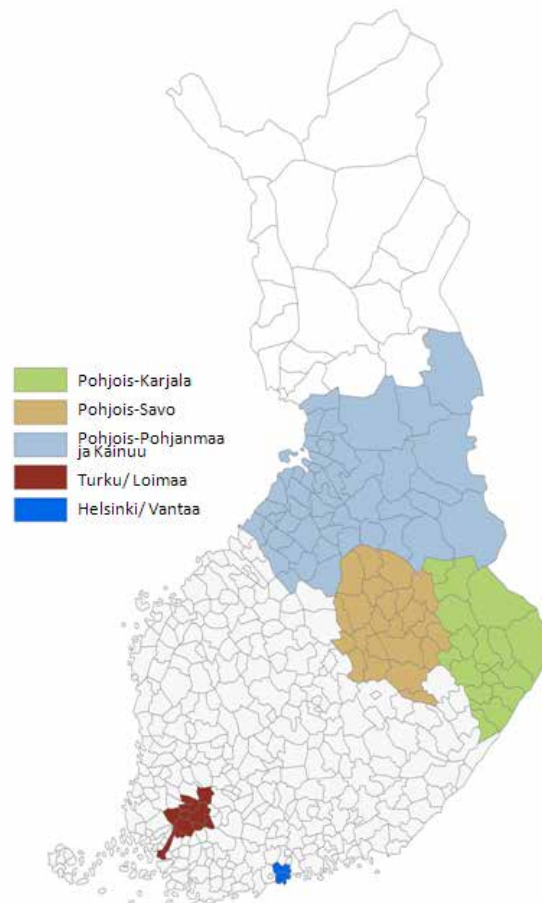 Pohjois-Karjala
Pohjois-Savo
Pohjois-Pohjanmaa
ja Kainuu
Turku/ Loimaa
Helsinki/ Vantaa